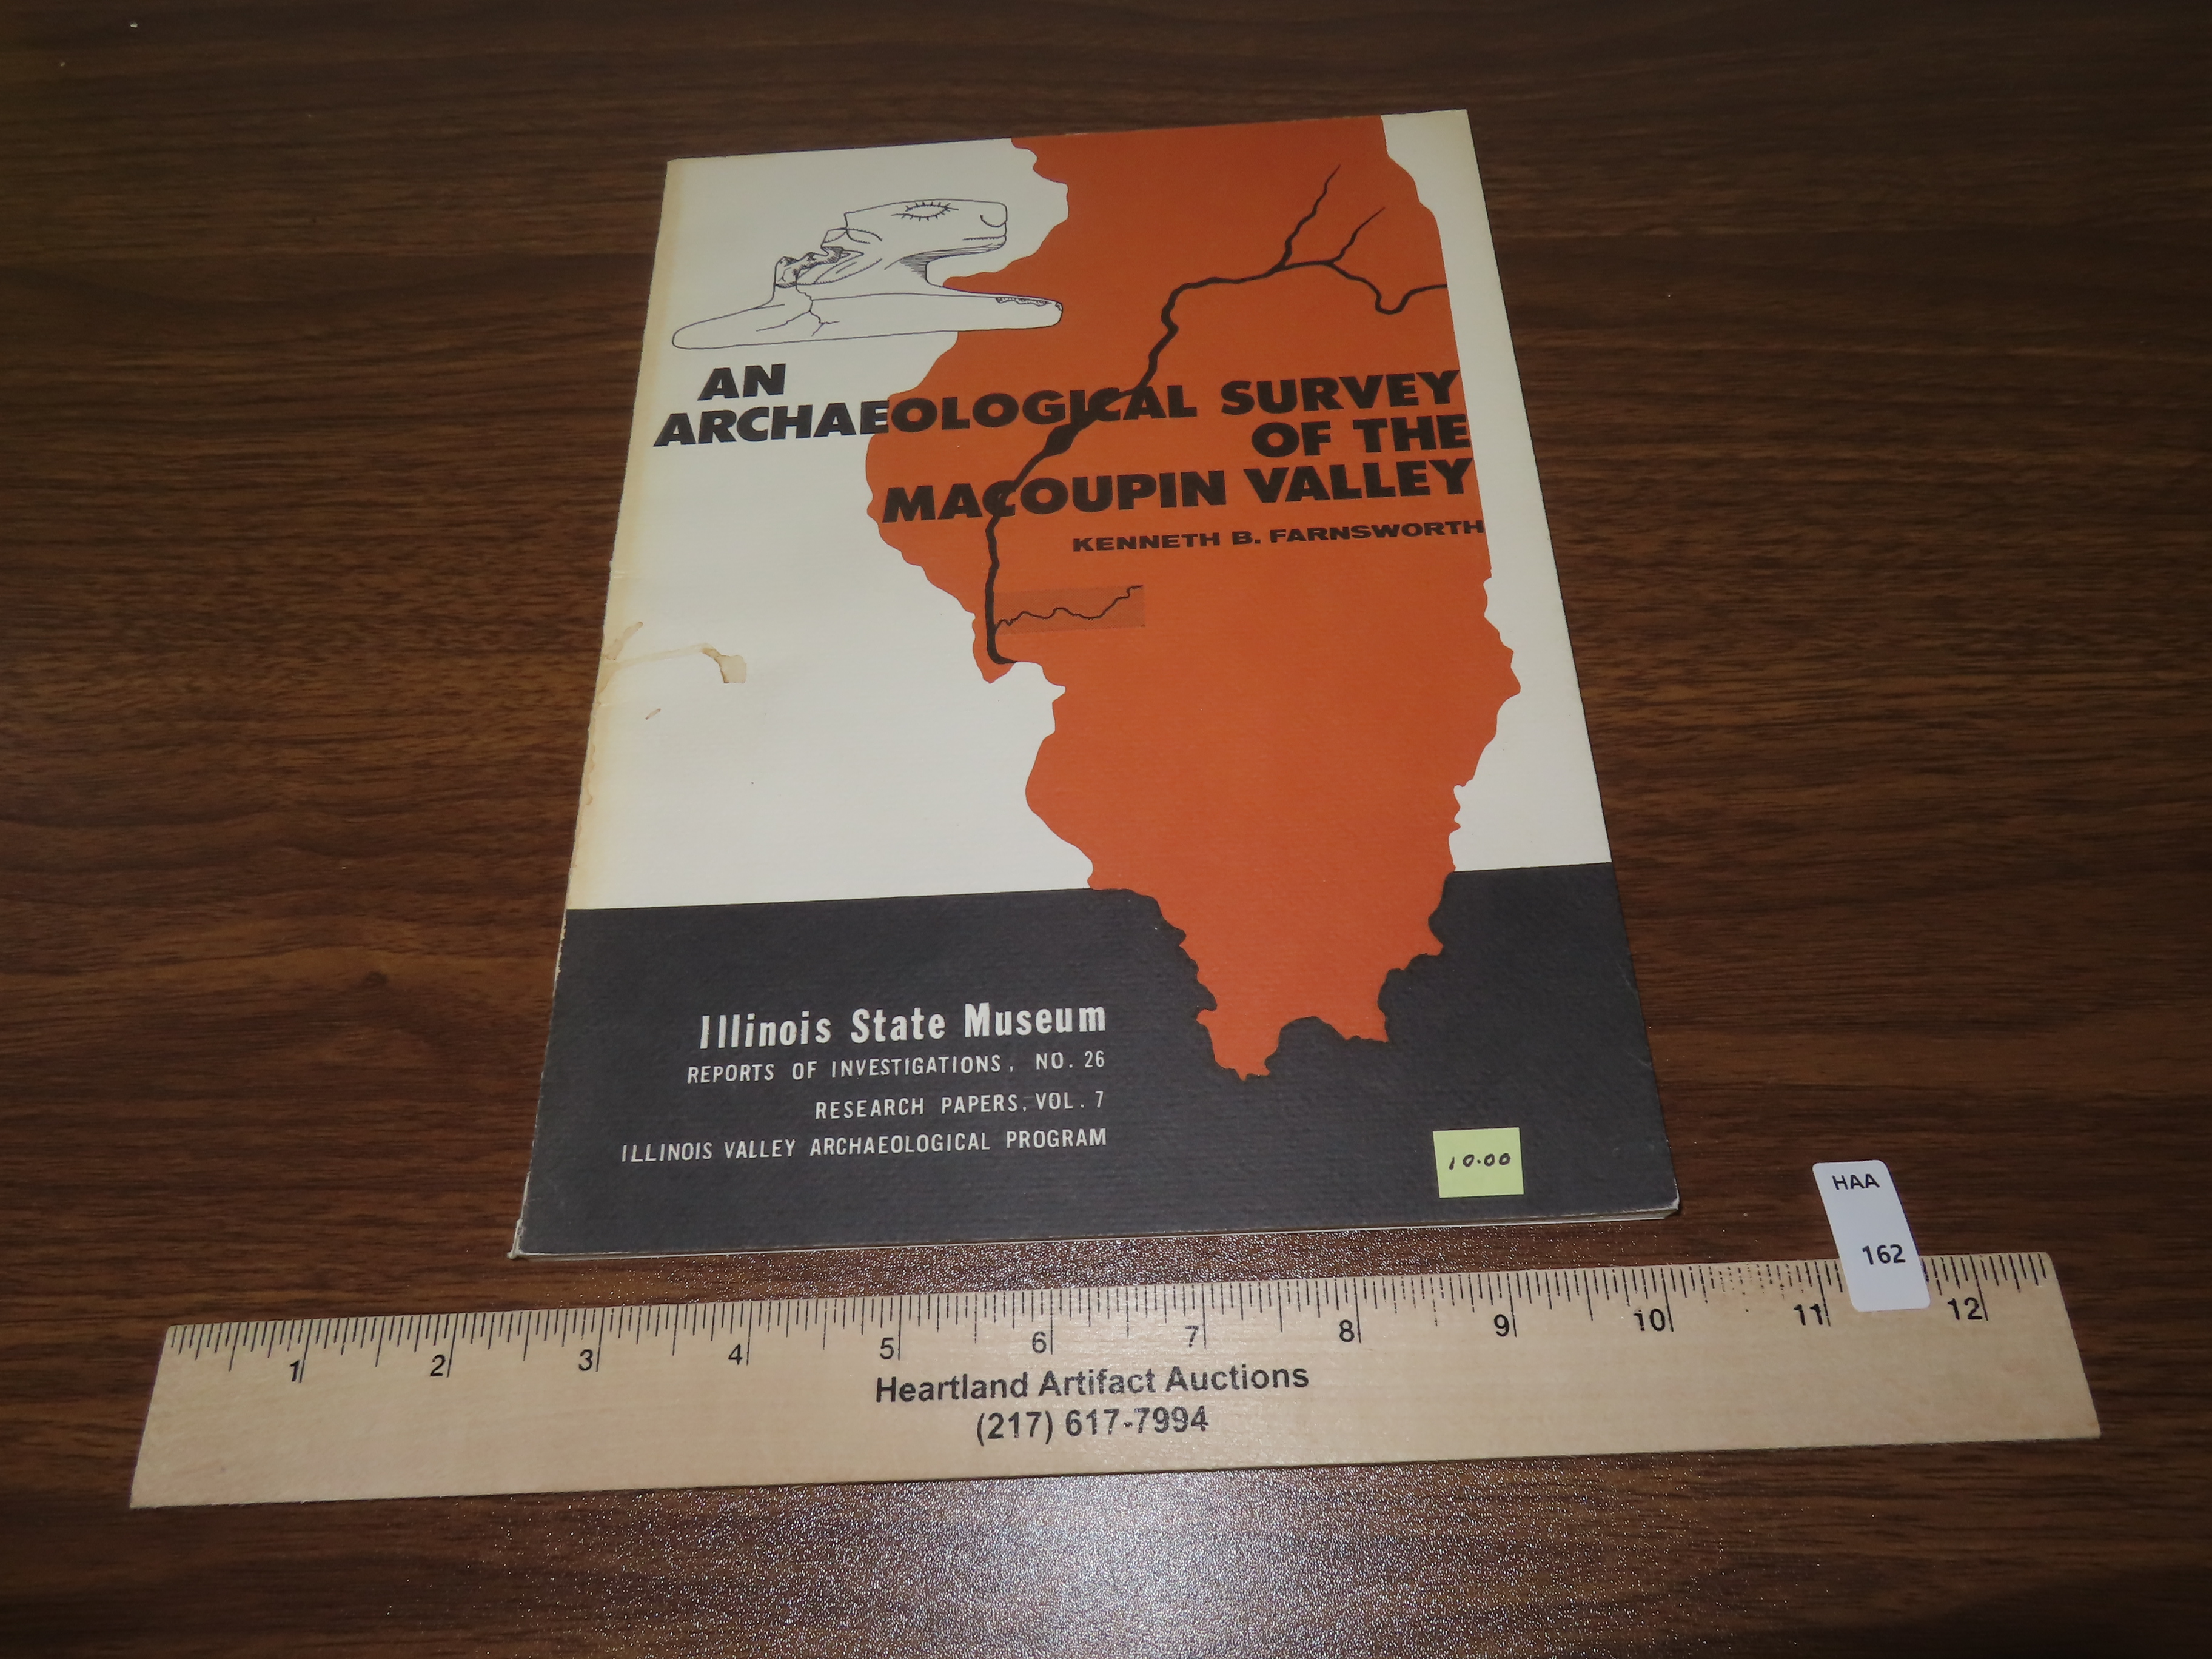 AN
ARCHAEOLOGICAL SURVEY
OF THE
MACOUPIN VALLEY
KENNETH B. FARNSWORTH
Illinois State Museum
REPORTS OF INVESTIGATIONS, NO. 26
RESEARCH PAPERS, VOL. 7
ILLINOIS VALLEY ARCHAEOLOGICAL PROGRAM
10.00
HAA
162
1 2 3 4 5 6 7 8 9 10 11 12
Heartland Artifact Auctions
(217) 617-7994